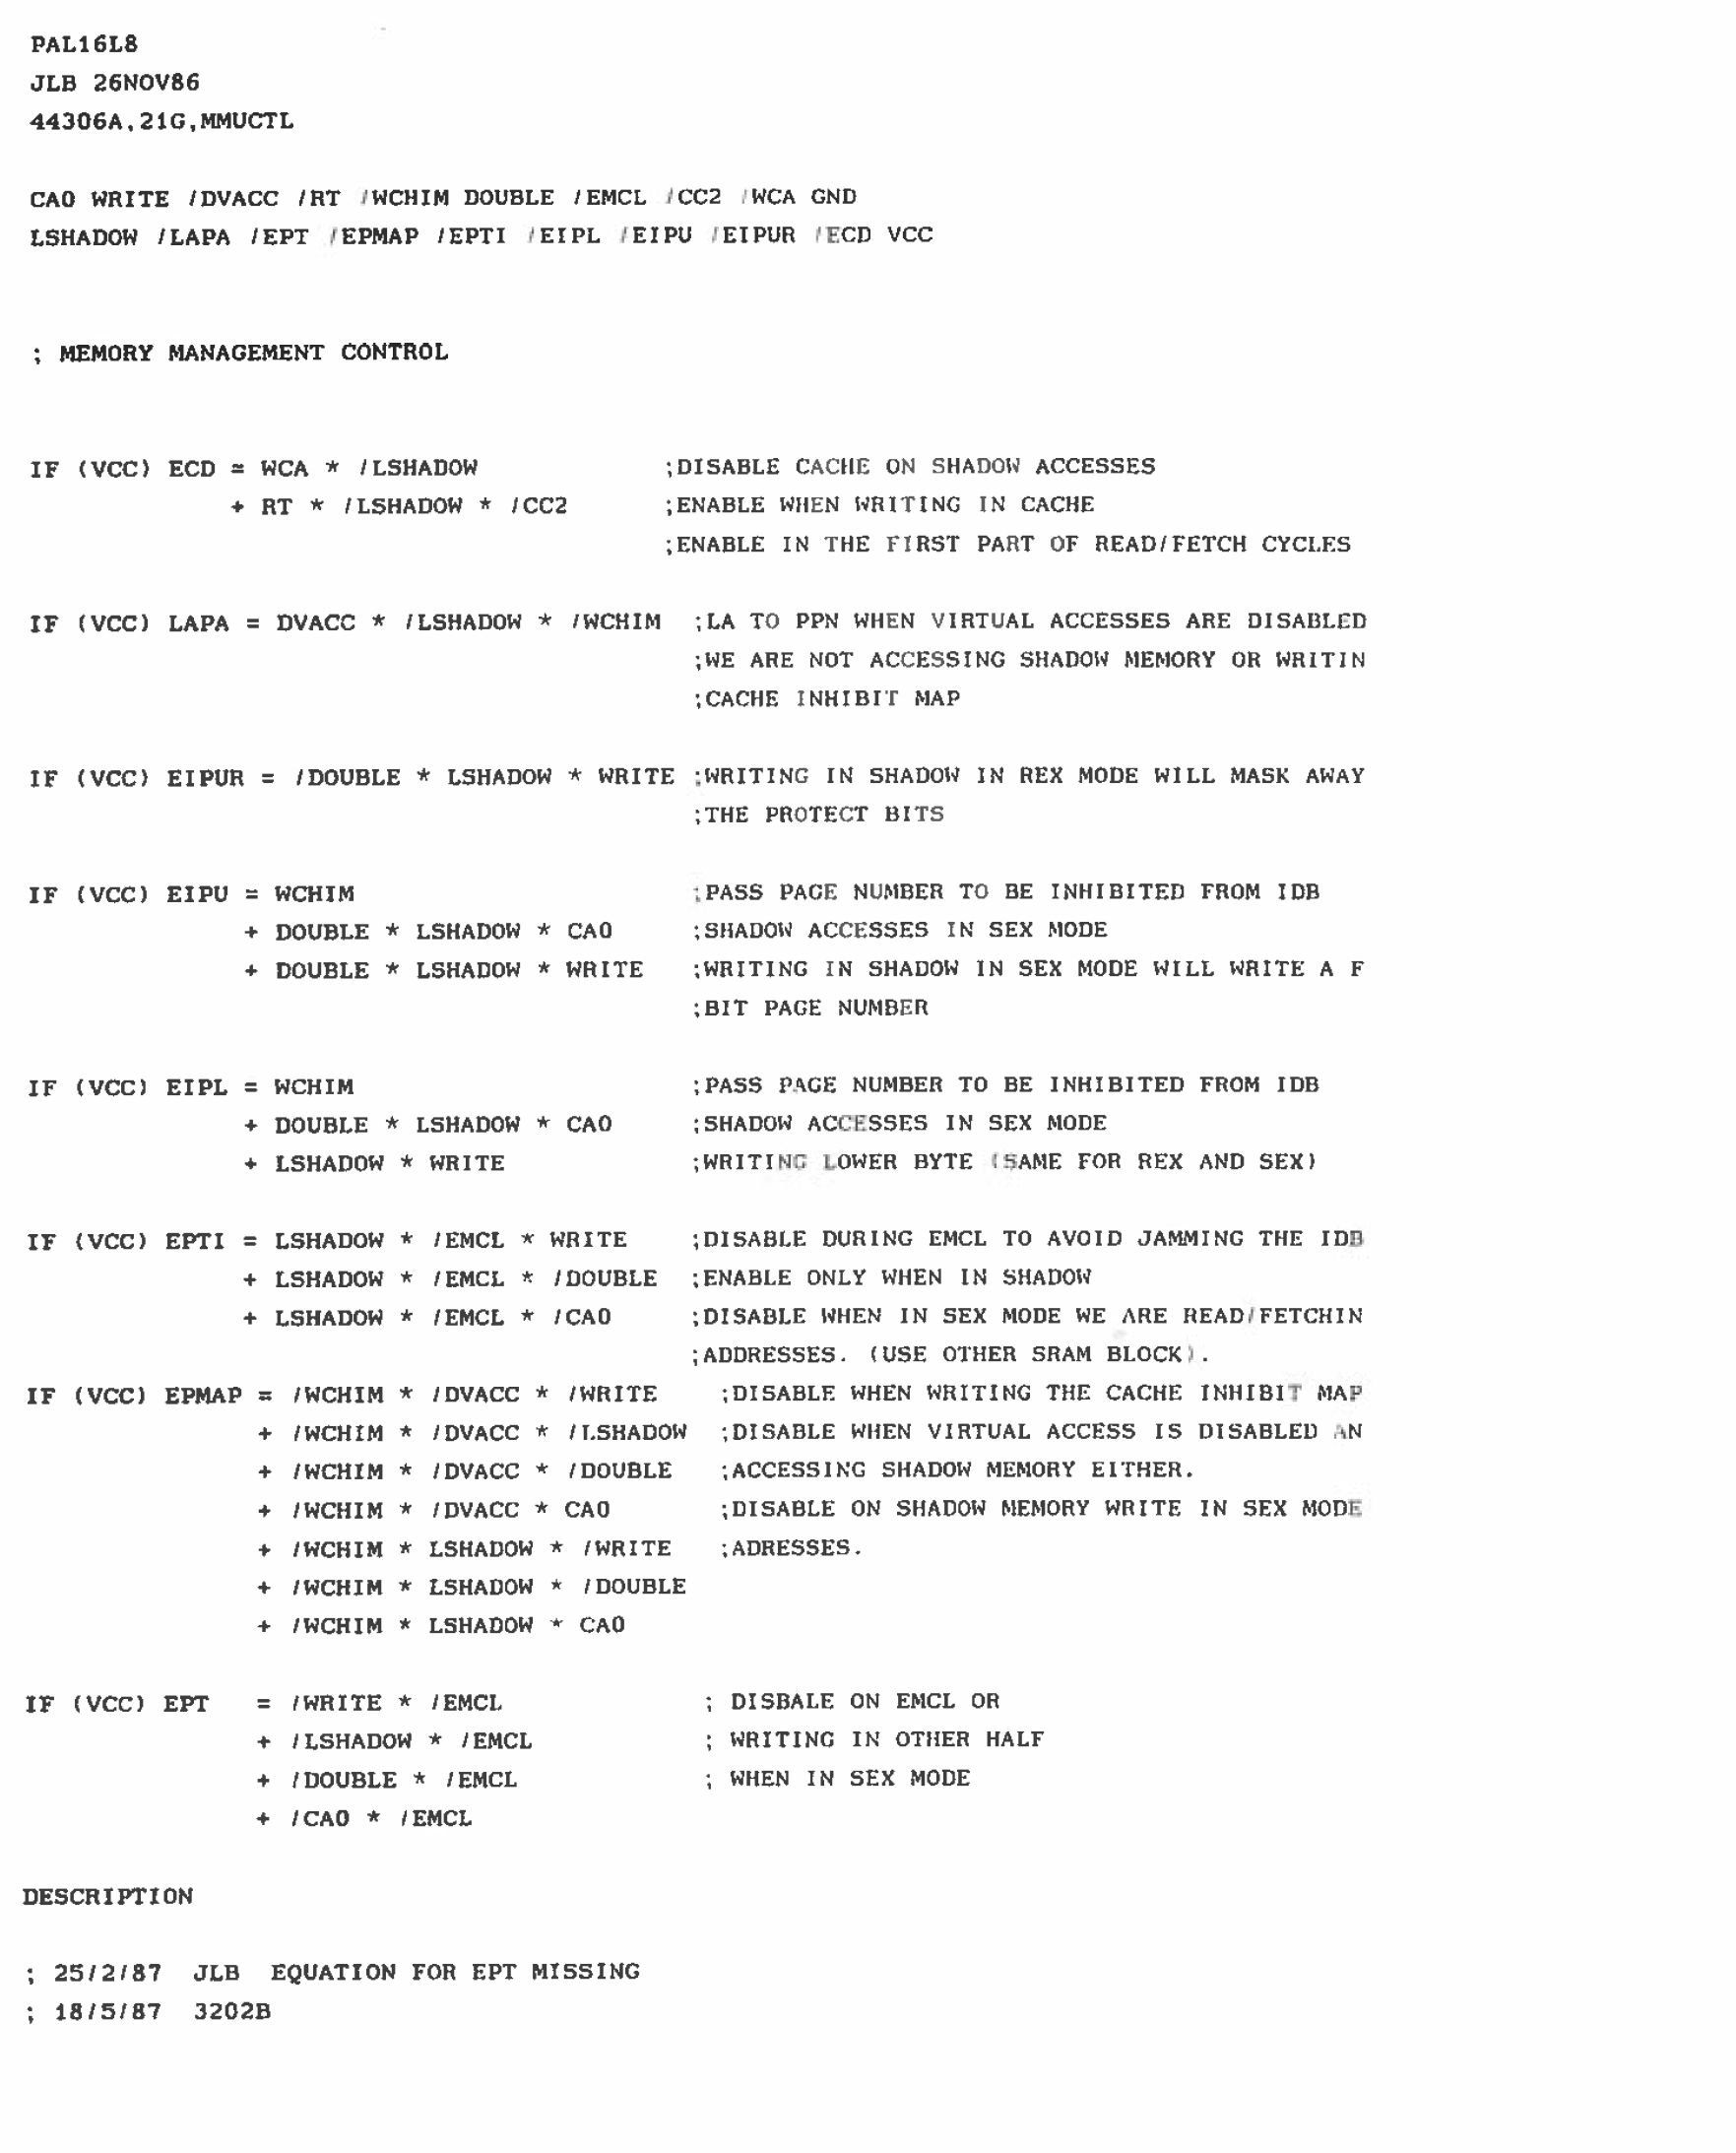 PAL16L8
JLB 26NOV86
44306A,21G,MMUCTL
CA0 WRITE /DVACC /RT /WCHIM DOUBLE /EMCL /CC2 /WCA GND
LSHADOW /LAPA /EPT /EPMAP /EPTI /EIPL /EIPU /EIPUR /ECD VCC
; MEMORY MANAGEMENT CONTROL
IF (VCC) ECD = WCA * /LSHADOW ;DISABLE CACHE ON SHADOW ACCESSES
+ RT * /LSHADOW * /CC2 ;ENABLE WHEN WRITING IN CACHE
;ENABLE IN THE FIRST PART OF READ/FETCH CYCLES
IF (VCC) LAPA = DVACC * /LSHADOW * /WCHIM ;LA TO PPN WHEN VIRTUAL ACCESSES ARE DISABLED
;WE ARE NOT ACCESSING SHADOW MEMORY OR WRITIN
;CACHE INHIBIT MAP
IF (VCC) EIPUR = /DOUBLE * LSHADOW * WRITE ;WRITING IN SHADOW IN REX MODE WILL MASK AWAY
;THE PROTECT BITS
IF (VCC) EIPU = WCHIM ;PASS PAGE NUMBER TO BE INHIBITED FROM IDB
+ DOUBLE * LSHADOW * CA0 ;SHADOW ACCESSES IN SEX MODE
+ DOUBLE * LSHADOW * WRITE ;WRITING IN SHADOW IN SEX MODE WILL WRITE A F
;BIT PAGE NUMBER
IF (VCC) EIPL = WCHIM ;PASS PAGE NUMBER TO BE INHIBITED FROM IDB
+ DOUBLE * LSHADOW * CA0 ;SHADOW ACCESSES IN SEX MODE
+ LSHADOW * WRITE ;WRITING LOWER BYTE (SAME FOR REX AND SEX)
IF (VCC) EPTI = LSHADOW * /EMCL * WRITE ;DISABLE DURING EMCL TO AVOID JAMMING THE IDB
+ LSHADOW * /EMCL * /DOUBLE ;ENABLE ONLY WHEN IN SHADOW
+ LSHADOW * /EMCL * /CA0 ;DISABLE WHEN IN SEX MODE WE ARE READ/FETCHIN
;ADDRESSES. (USE OTHER SRAM BLOCK).
IF (VCC) EPMAP = /WCHIM * /DVACC * /WRITE ;DISABLE WHEN WRITING THE CACHE INHIBIT MAP
+ /WCHIM * /DVACC * /LSHADOW ;DISABLE WHEN VIRTUAL ACCESS IS DISABLED AN
+ /WCHIM * /DVACC * /DOUBLE ;ACCESSING SHADOW MEMORY EITHER.
+ /WCHIM * /DVACC * CA0 ;DISABLE ON SHADOW MEMORY WRITE IN SEX MODE
+ /WCHIM * LSHADOW * /WRITE ;ADRESSES.
+ /WCHIM * LSHADOW * /DOUBLE
+ /WCHIM * LSHADOW * CA0
IF (VCC) EPT = /WRITE * /EMCL ; DISBALE ON EMCL OR
+ /LSHADOW * /EMCL ; WRITING IN OTHER HALF
+ /DOUBLE * /EMCL ; WHEN IN SEX MODE
+ /CA0 * /EMCL
DESCRIPTION
; 25/2/87 JLB EQUATION FOR EPT MISSING
; 18/5/87 3202B